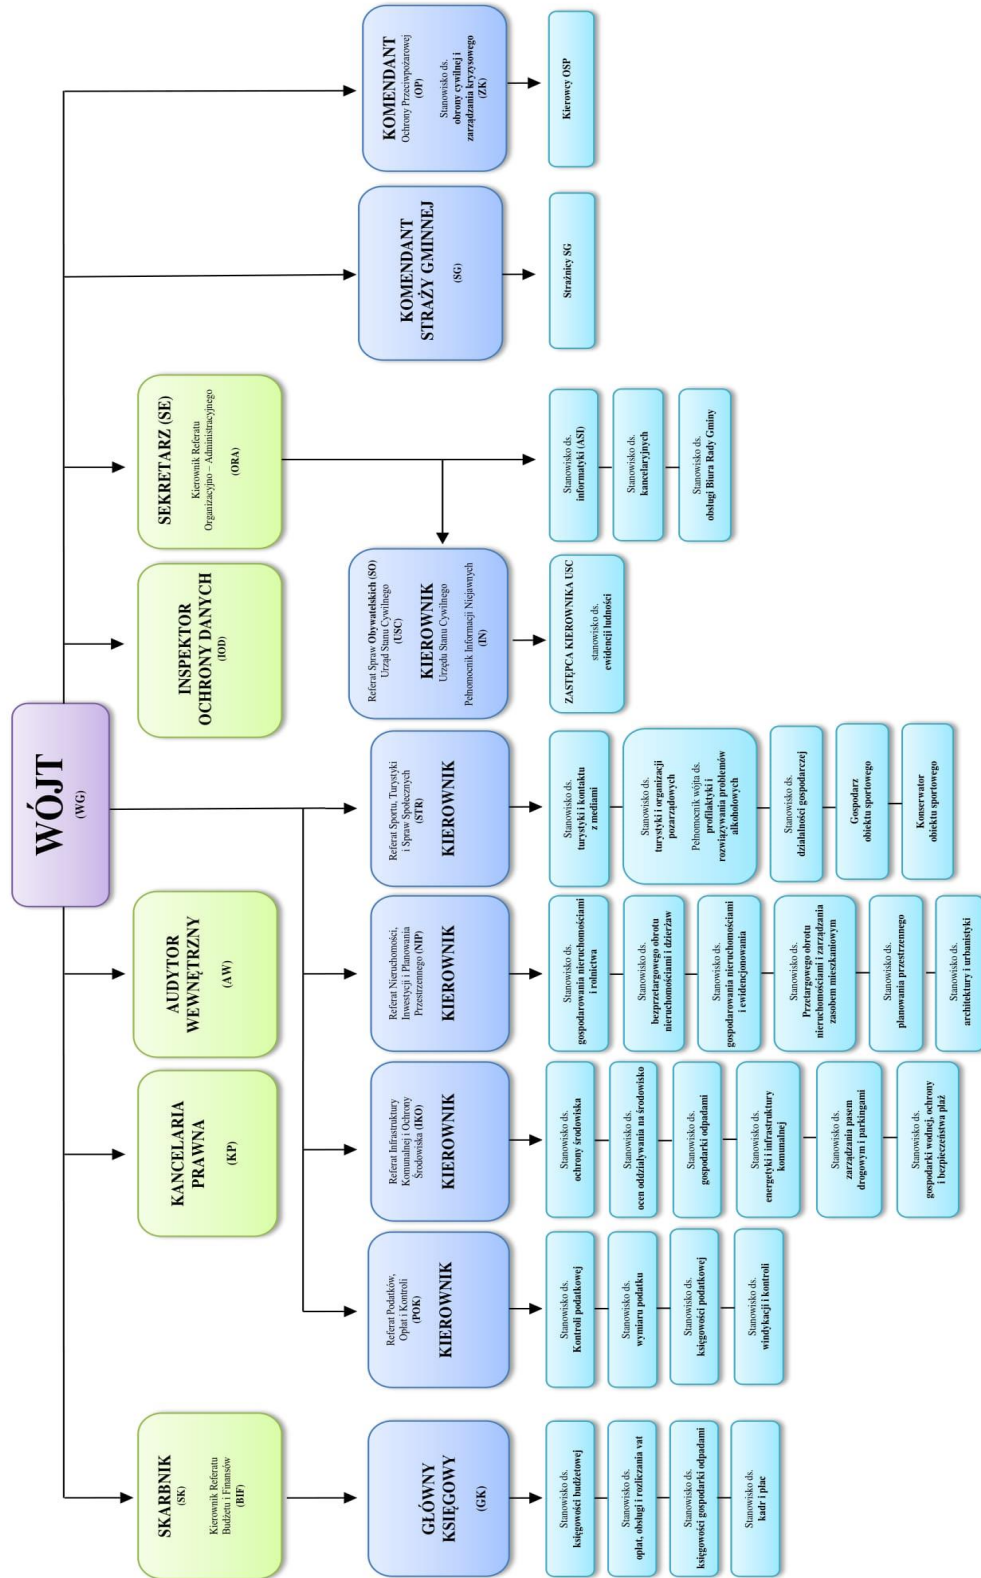 WÓJT
(WG)
SKARBNIK
(SK)
Kierownik Referatu
Budżetu i Finansów
(BIF)
KANCELARIA
PRAWNA
(KP)
AUDYTOR
WEWNĘTRZNY
(AW)
INSPEKTOR
OCHRONY DANYCH
(IOD)
SEKRETARZ (SE)
Kierownik Referatu
Organizacyjno – Administracyjnego
(ORA)
GŁÓWNY
KSIĘGOWY
(GK)
Referat Podatków,
Opłat i Kontroli
(POK)
KIEROWNIK
Referat Infrastruktury
Komunalnej i Ochrony
Środowiska (IKO)
KIEROWNIK
Referat Nieruchomości,
Inwestycji i Planowania
Przestrzennego (NIP)
KIEROWNIK
Referat Sportu, Turystyki
i Spraw Społecznych
(STR)
KIEROWNIK
Referat Spraw Obywatelskich (SO)
Urząd Stanu Cywilnego
(USC)
KIEROWNIK
Urzędu Stanu Cywilnego
Pełnomocnik Informacji Niejawnych
(IN)
KOMENDANT
STRAŻY GMINNEJ
(SG)
KOMENDANT
Ochrony Przeciwpożarowej
(OP)
Stanowisko ds.
obrony cywilnej i
zarządzania kryzysowego
(ZK)
Stanowisko ds.
księgowości budżetowej
Stanowisko ds.
opłat, obsługi i rozliczania vat
Stanowisko ds.
księgowości gospodarki odpadami
Stanowisko ds.
kadr i płac
Stanowisko ds.
Kontroli podatkowej
Stanowisko ds.
wymiaru podatku
Stanowisko ds.
księgowości podatkowej
Stanowisko ds.
windykacji i kontroli
Stanowisko ds.
ochrony środowiska
Stanowisko ds.
ocen oddziaływania na środowisko
Stanowisko ds.
gospodarki odpadami
Stanowisko ds.
energetyki i infrastruktury
komunalnej
Stanowisko ds.
zarządzania pasem
drogowym i parkingami
Stanowisko ds.
gospodarki wodnej, ochrony
i bezpieczeństwa plaż
Stanowisko ds.
gospodarowania nieruchomościami
i rolnictwa
Stanowisko ds.
bezprzetargowego obrotu
nieruchomościami i dzierżaw
Stanowisko ds.
gospodarowania nieruchomościami
i ewidencjonowania
Stanowisko ds.
Przetargowego obrotu
nieruchomościami i zarządzania
zasobem mieszkaniowym
Stanowisko ds.
planowania przestrzennego
Stanowisko ds.
architektury i urbanistyki
Stanowisko ds.
turystyki i kontaktu
z mediami
Stanowisko ds.
turystyki i organizacji
pozarządowych
Pełnomocnik wójta ds.
profilaktyki i
rozwiązywania problemów
alkoholowych
Stanowisko ds.
działalności gospodarczej
Gospodarz
obiektu sportowego
Konserwator
obiektu sportowego
ZASTĘPCA KIEROWNIKA USC
stanowisko ds.
ewidencji ludności
Stanowisko ds.
informatyki (ASI)
Stanowisko ds.
kancelaryjnych
Stanowisko ds.
obsługi Biura Rady Gminy
Strażnicy SG
Kierowcy OSP